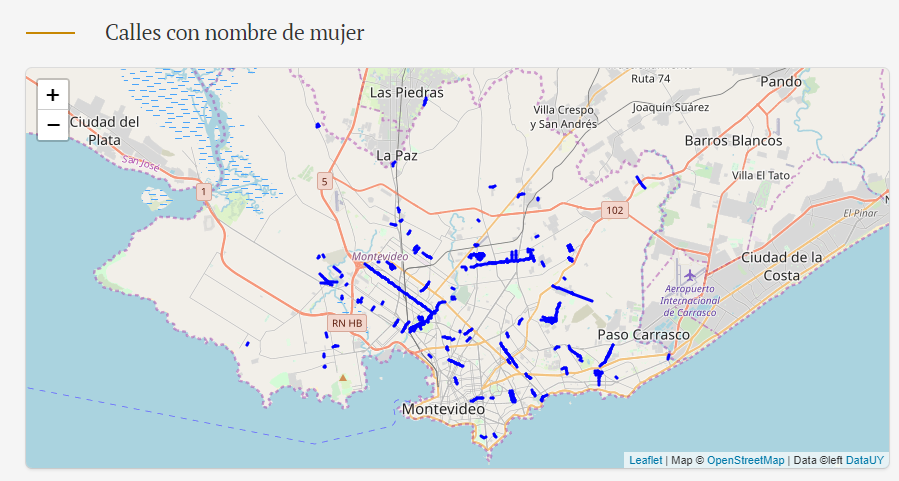 Calles con nombre de mujer
+
−
Las Piedras
Ruta 74
Pando
Villa Crespo
y San Andrés
Joaquín Suárez
Ciudad del
Plata
San José
La Paz
Barros Blancos
Villa El Tato
1
5
102
El Pinar
Montevideo
Ciudad de la
Costa
Aeropuerto
Internacional
de Carrasco
RN HB
Paso Carrasco
Montevideo
Leaflet | Map © OpenStreetMap | Data ©left DataUY